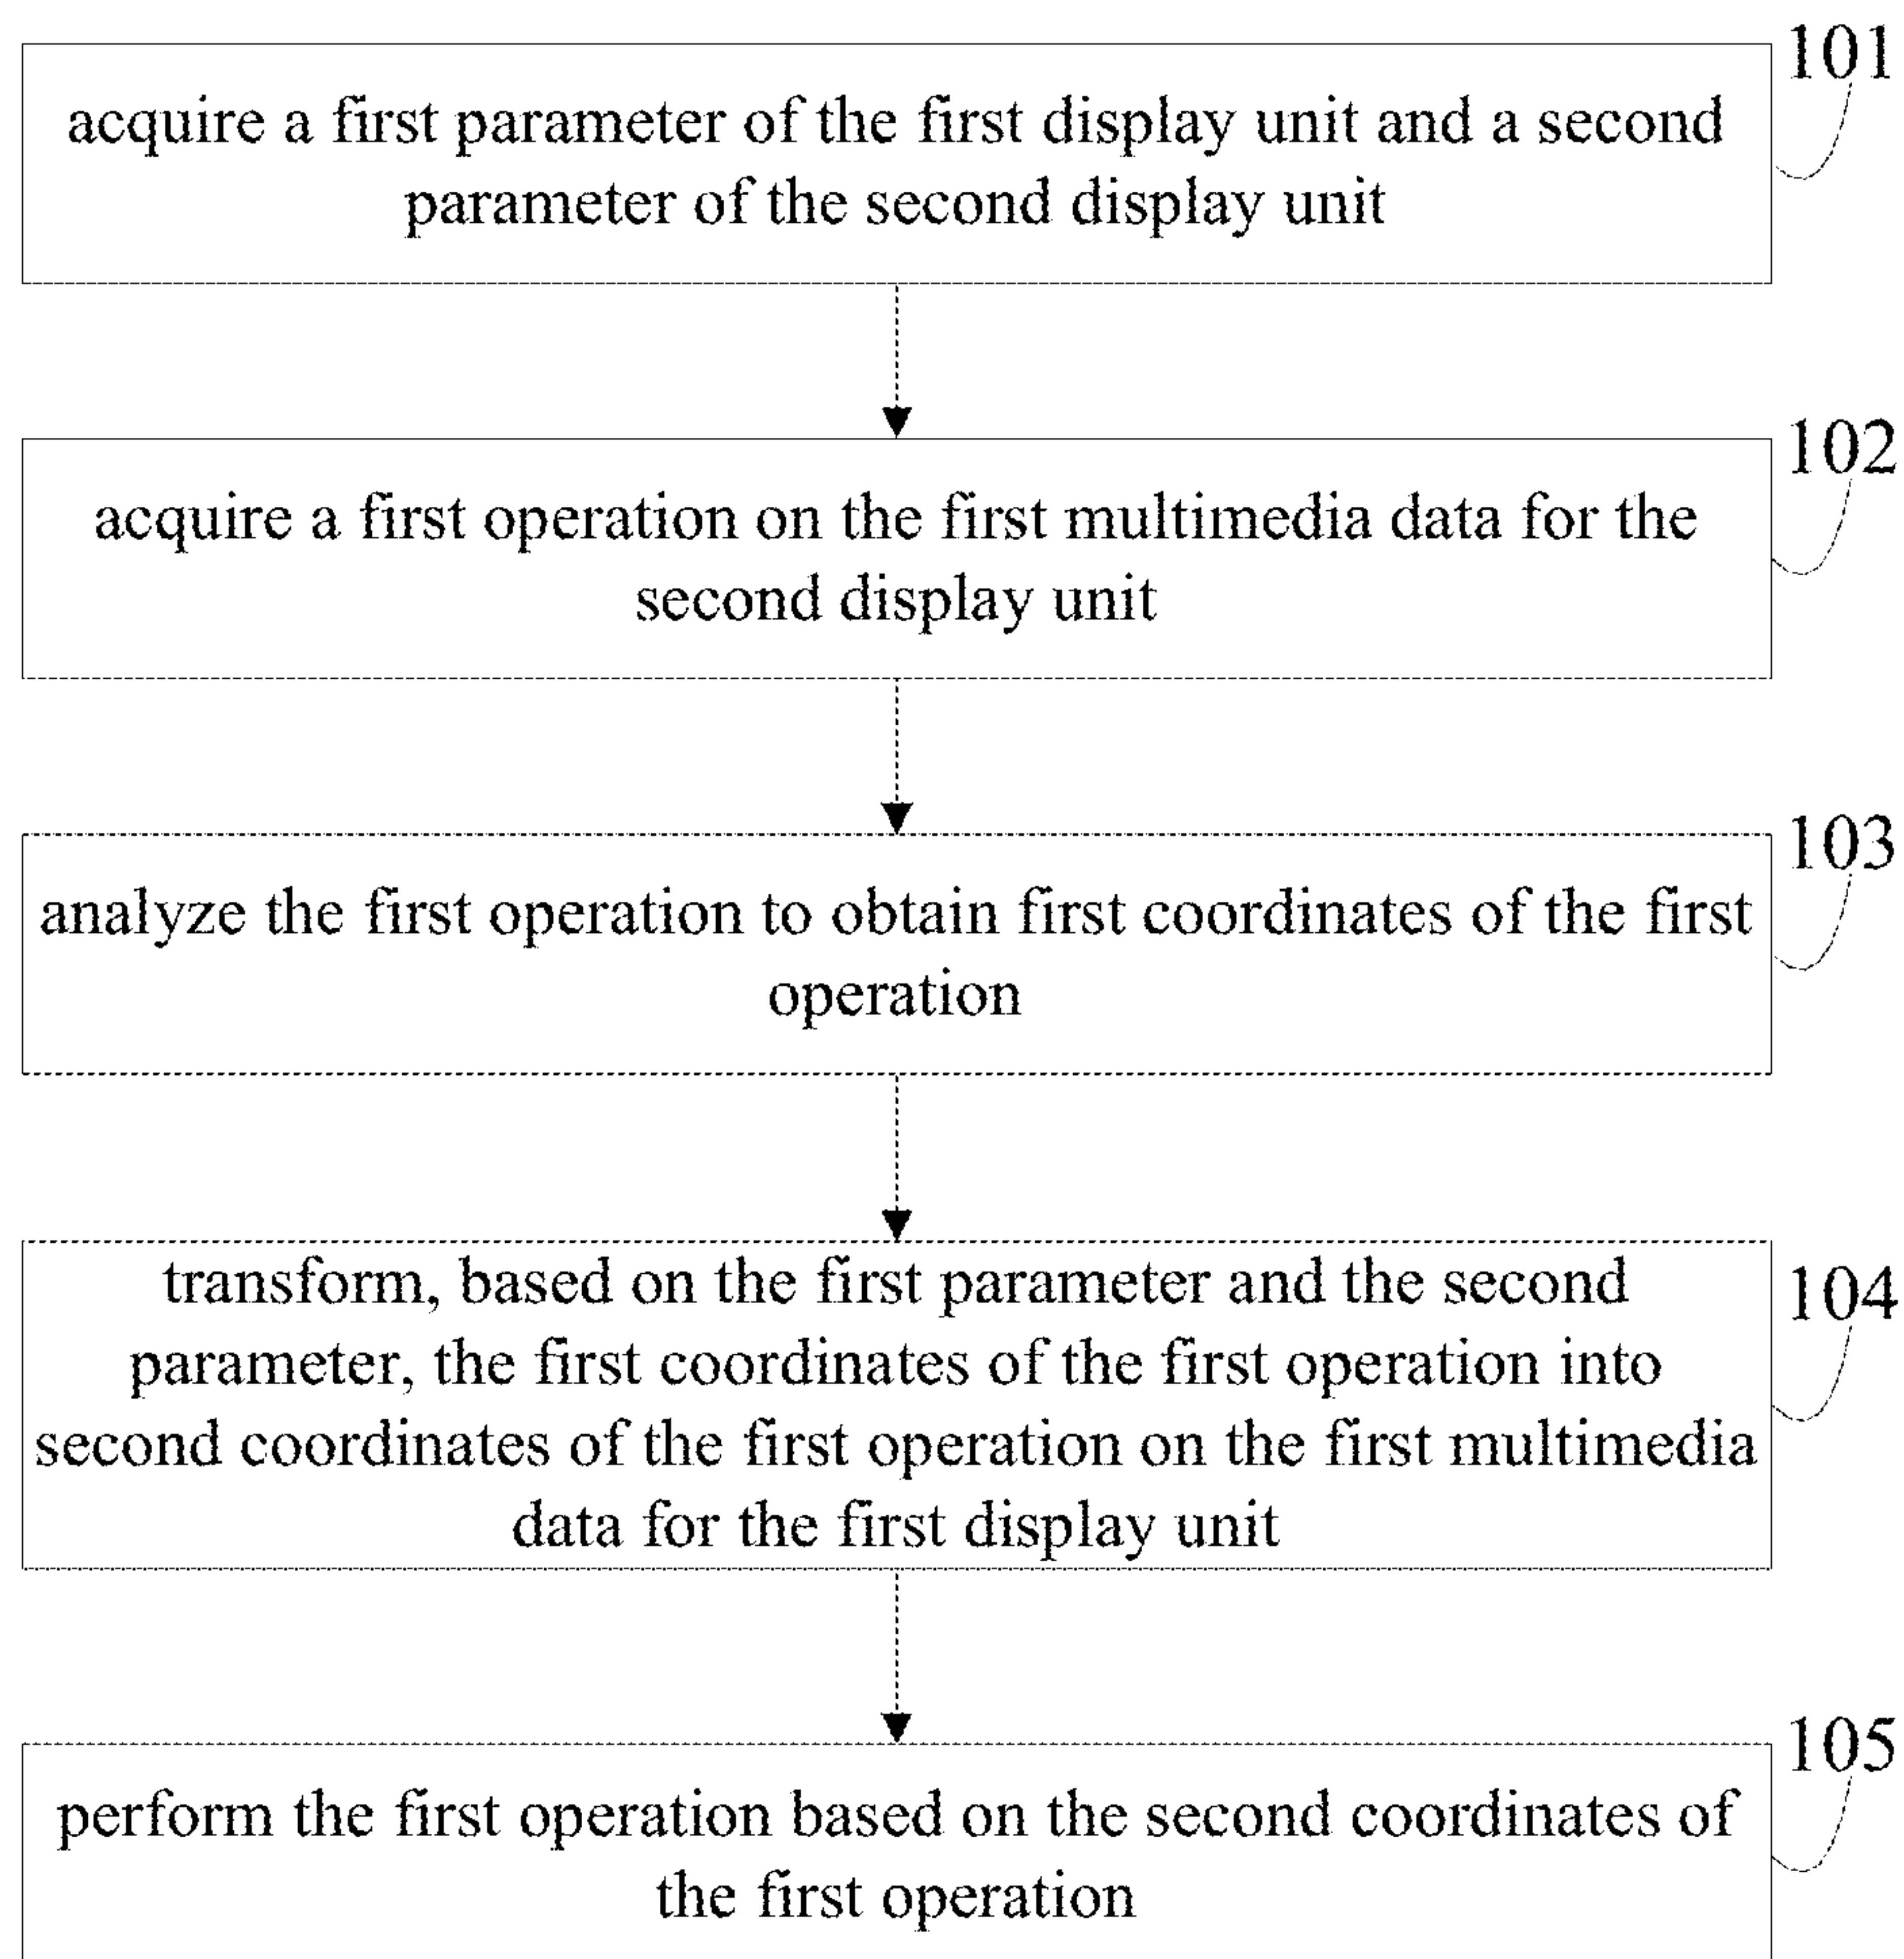 101
acquire a first parameter of the first display unit and a second
parameter of the second display unit
102
acquire a first operation on the first multimedia data for the
second display unit
103
analyze the first operation to obtain first coordinates of the first
operation
104
transform, based on the first parameter and the second
parameter, the first coordinates of the first operation into
second coordinates of the first operation on the first multimedia
data for the first display unit
105
perform the first operation based on the second coordinates of
the first operation